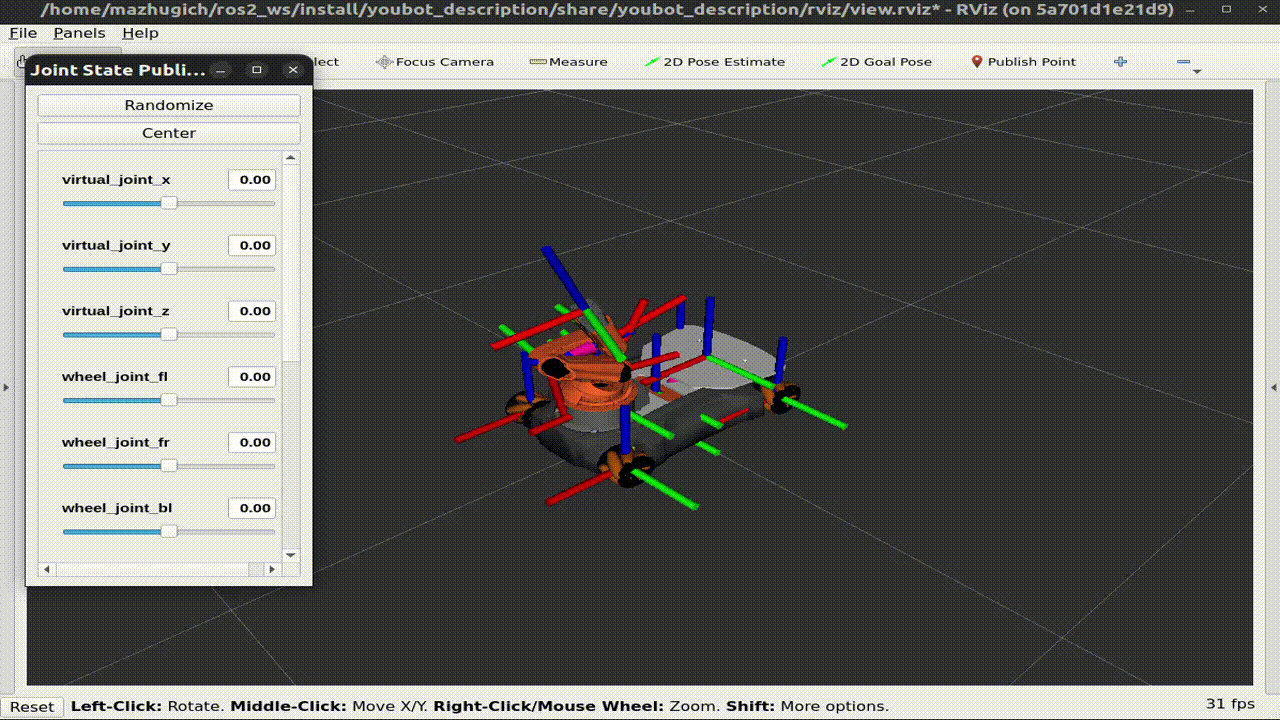 /home/mazhugich/ros2_ws/install/youbot_description/share/youbot_description/rviz/view.rviz* - RViz (on 5a701d1e21d9)
File Panels Help
lect Focus Camera Measure 2D Pose Estimate 2D Goal Pose Publish Point
Joint State Publi...
Randomize
Center
virtual_joint_x 0.00
virtual_joint_y 0.00
virtual_joint_z 0.00
wheel_joint_fl 0.00
wheel_joint_fr 0.00
wheel_joint_bl 0.00
Reset Left-Click: Rotate. Middle-Click: Move X/Y. Right-Click/Mouse Wheel: Zoom. Shift: More options. 31 fps